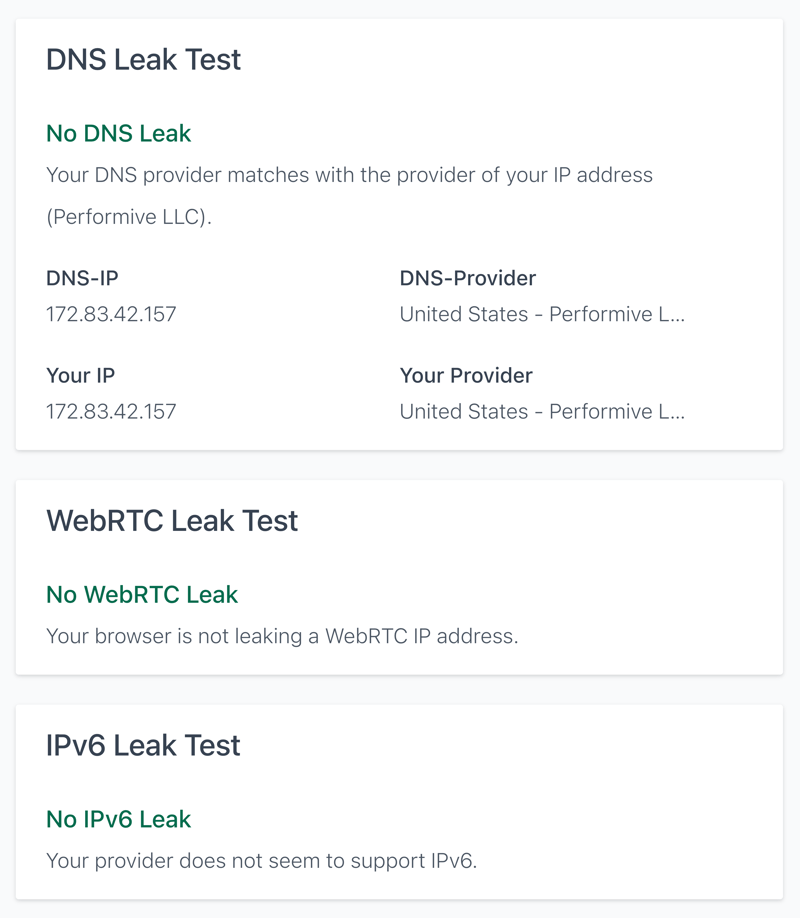 DNS Leak Test
No DNS Leak
Your DNS provider matches with the provider of your IP address
(Performive LLC).
DNS-IP
DNS-Provider
172.83.42.157
United States - Performive L...
Your IP
Your Provider
172.83.42.157
United States - Performive L...
WebRTC Leak Test
No WebRTC Leak
Your browser is not leaking a WebRTC IP address.
IPv6 Leak Test
No IPv6 Leak
Your provider does not seem to support IPv6.